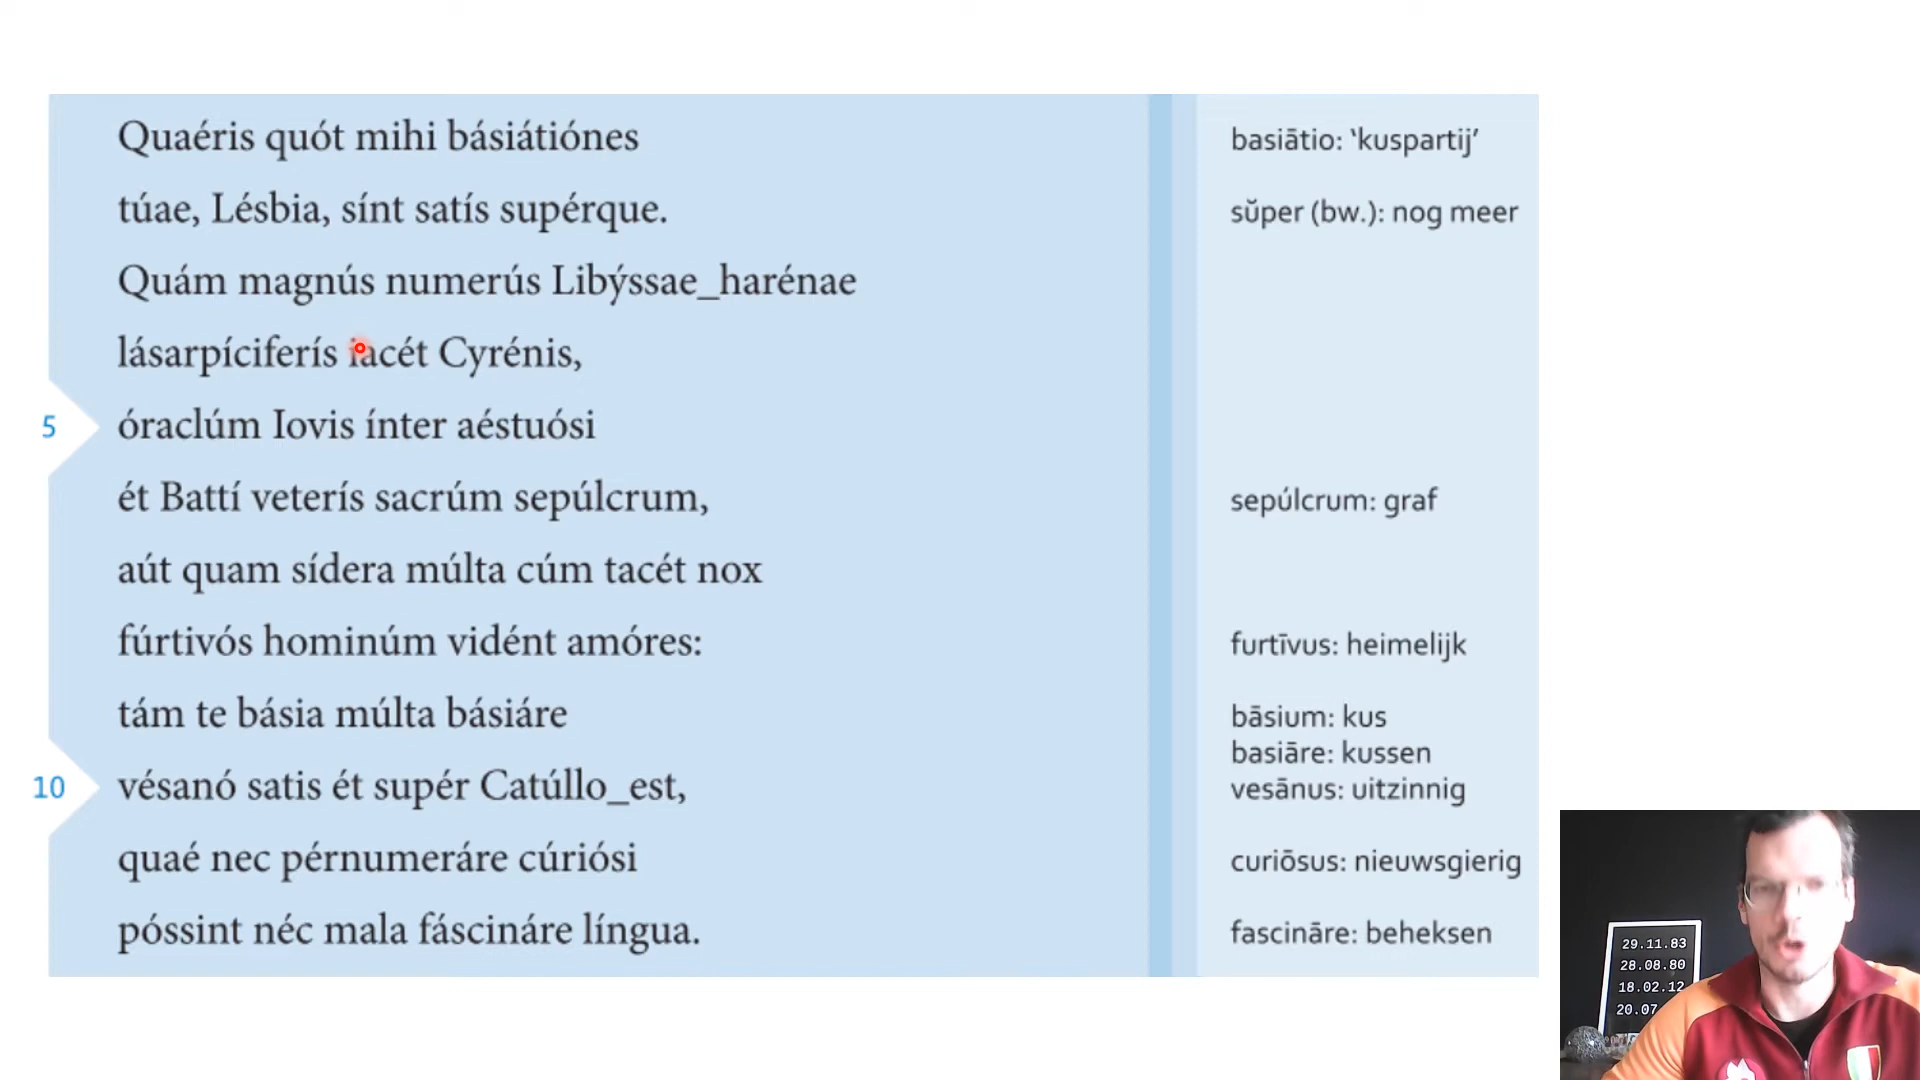 Quaéris quót mihi básiátiónes
túae, Lésbia, sínt satís supérque.
Quám magnús numerús Libýssae_harénae
lásarpíciferís iacét Cyrénis,
5 óraclúm Iovis ínter aéstuósi
ét Battí veterís sacrúm sepúlcrum,
aút quam sídera múlta cúm tacét nox
fúrtivós hominúm vidént amóres:
tám te básia múlta básiáre
10 vésanó satis ét supér Catúllo_est,
quaé nec pérnumeráre cúriósi
póssint néc mala fáscináre língua.
basiātio: ‘kuspartij’
sŭper (bw.): nog meer
sepúlcrum: graf
furtīvus: heimelijk
bāsium: kus
basiāre: kussen
vesānus: uitzinnig
curiōsus: nieuwsgierig
fascināre: beheksen
29.11.83
28.08.80
18.02.12
20.07